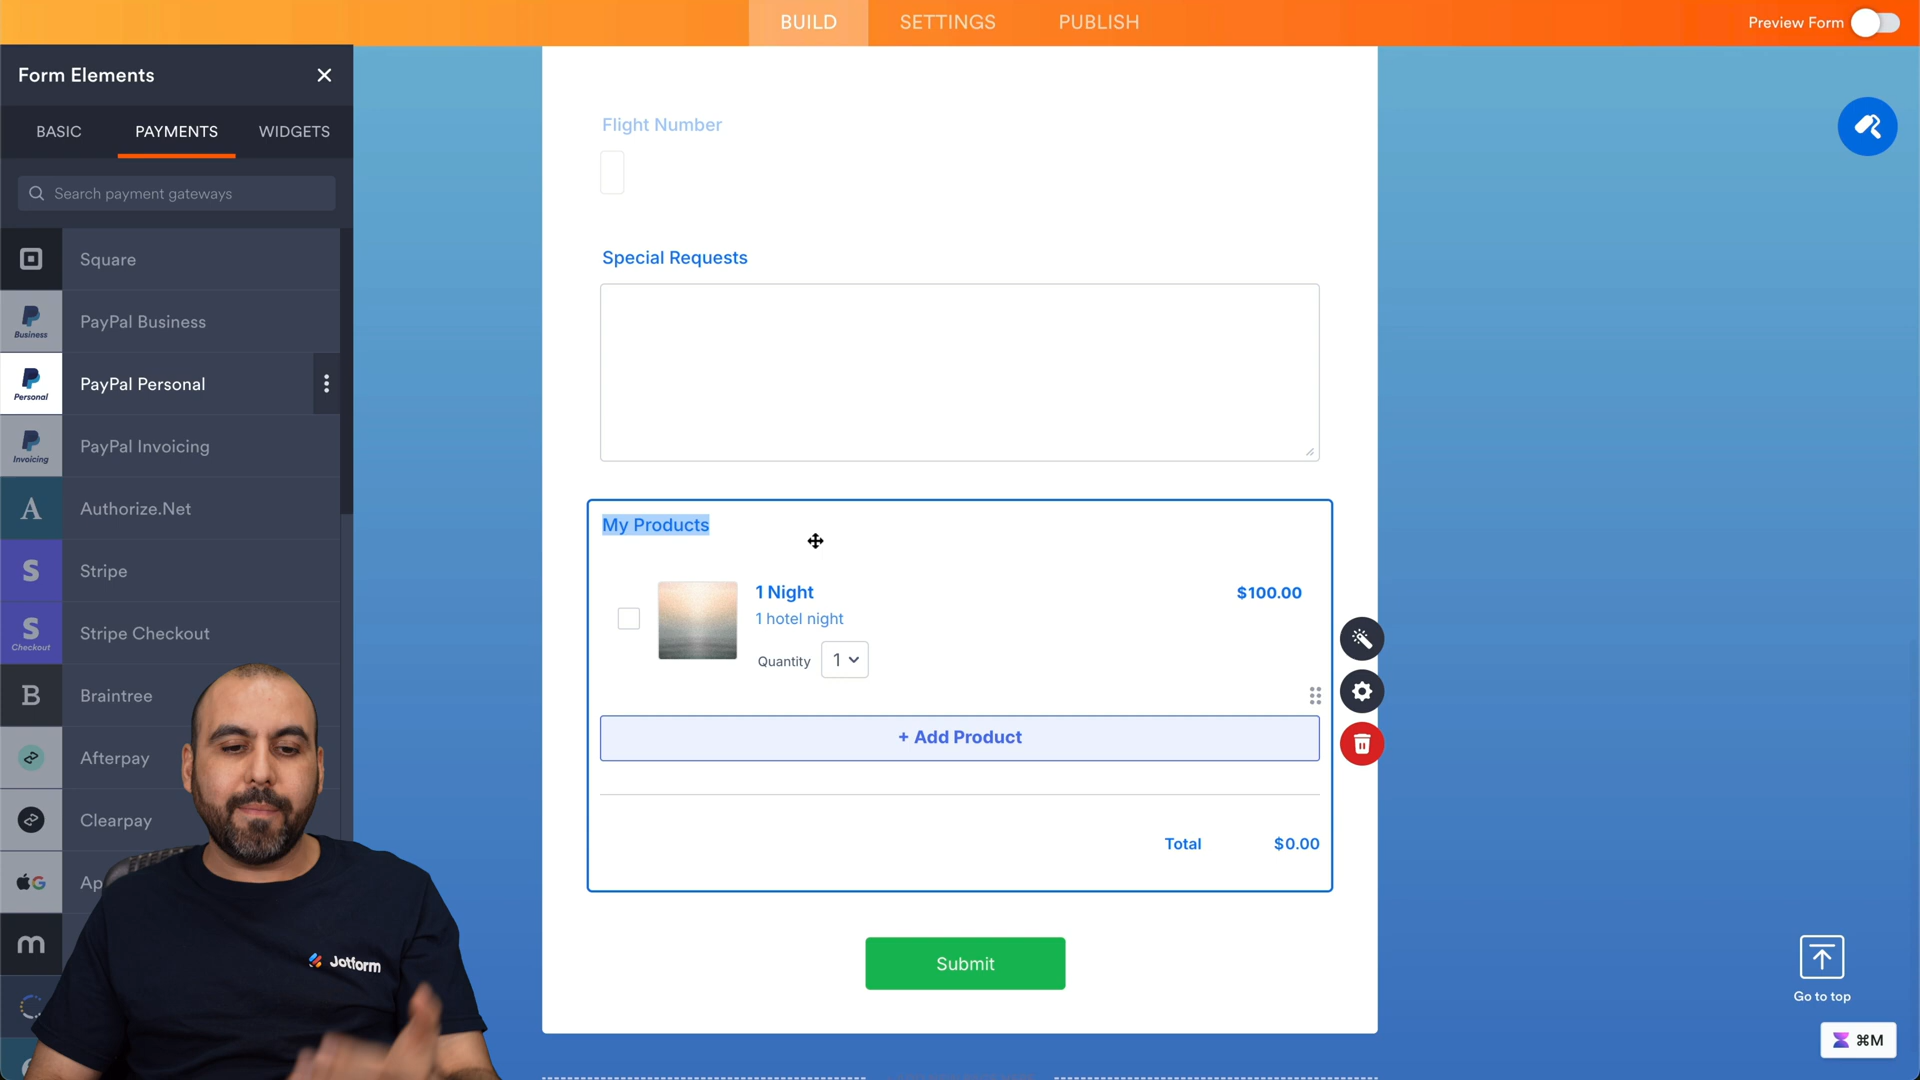 BUILD
SETTINGS
PUBLISH
Preview Form
Form Elements
BASIC
PAYMENTS
WIDGETS
Search payment gateways
Square
Business
PayPal Business
Personal
PayPal Personal
Invoicing
PayPal Invoicing
A
Authorize.Net
S
Stripe
S
Checkout
Stripe Checkout
B
Braintree
Afterpay
Clearpay
G
Ap
m
Jotform
Flight Number
Special Requests
My Products
1 Night
$100.00
1 hotel night
Quantity
1
+ Add Product
Total
$0.00
Submit
Go to top
⌘M